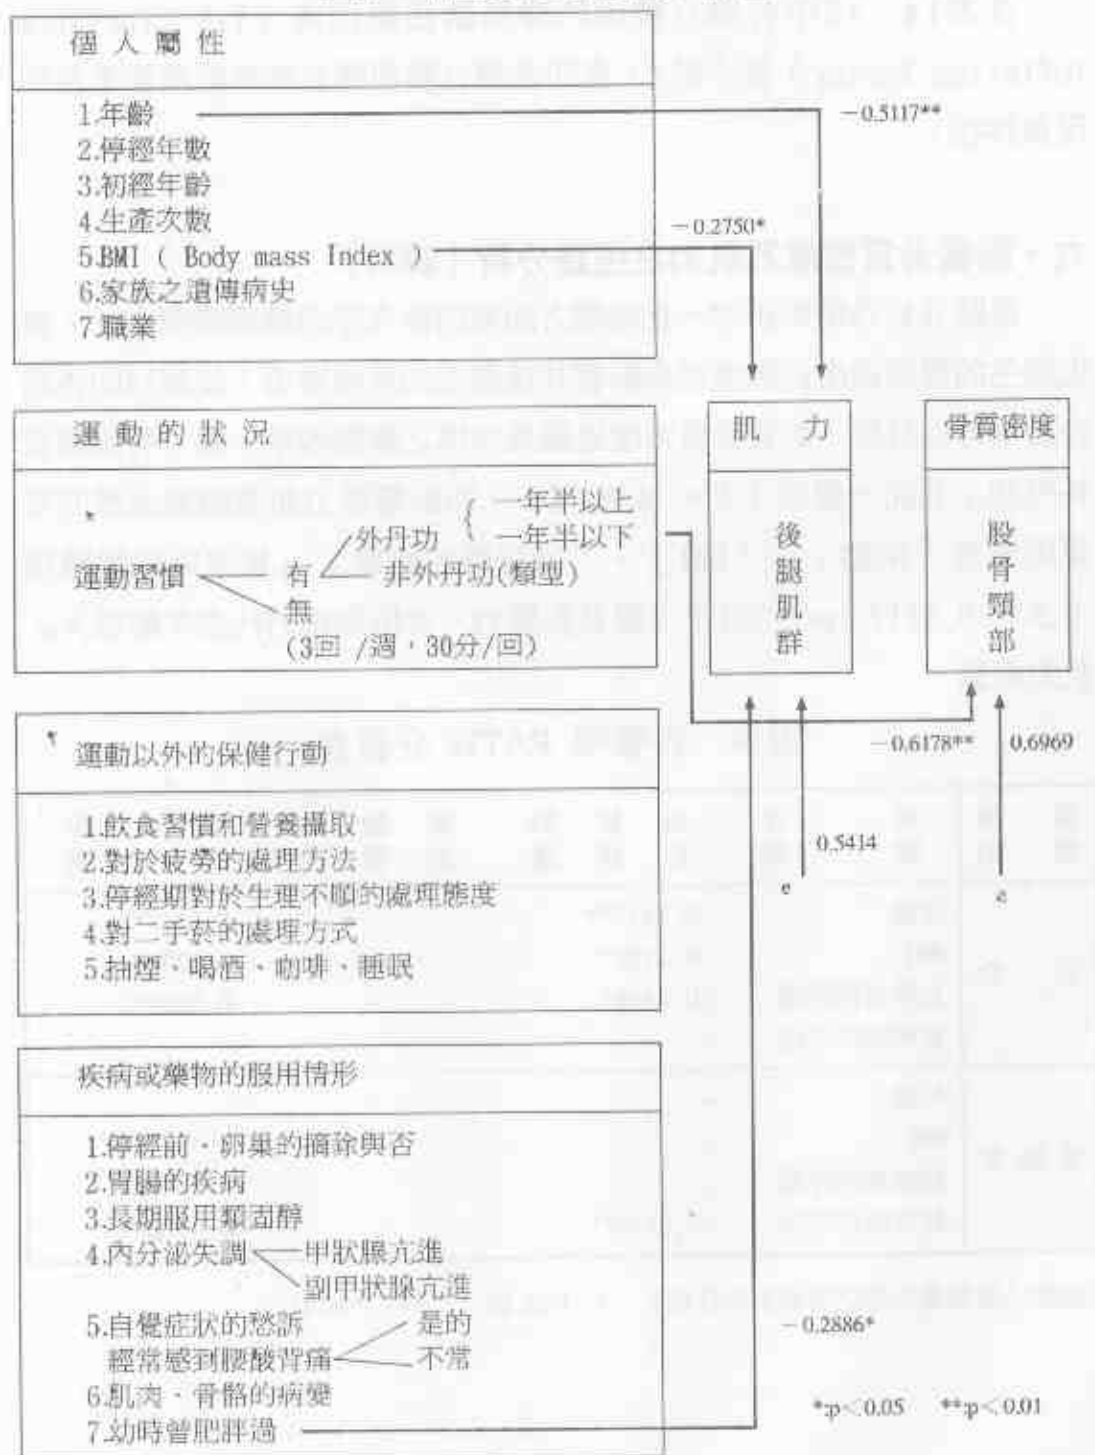 個人屬性
1.年齡
2.停經年數
3.初經年齡
4.生產次數
5.BMI ( Body mass Index )
6.家族之遺傳病史
7.職業
－0.5117**
－0.2750*
運動的狀況
一年半以上
外丹功 { 一年半以下
運動習慣 有 非外丹功(類型)
無
(3回 /週，30分/回)
肌 力
後腿肌群
骨質密度
股骨頸部
－0.6178** 0.6969
0.5414
e e
運動以外的保健行動
1.飲食習慣和營養攝取
2.對於疲勞的處理方法
3.停經期對於生理不順的處理態度
4.對二手菸的處理方式
5.抽煙、喝酒、咖啡、睡眠
疾病或藥物的服用情形
1.停經前、卵巢的摘除與否
2.胃腸的疾病
3.長期服用類固醇
4.內分泌失調 甲狀腺亢進
副甲狀腺亢進
5.自覺症狀的愁訴 是的
經常感到腰酸背痛 不常
6.肌肉、骨骼的病變
7.幼時曾肥胖過
－0.2886*
*:p＜0.05 **:p＜0.01